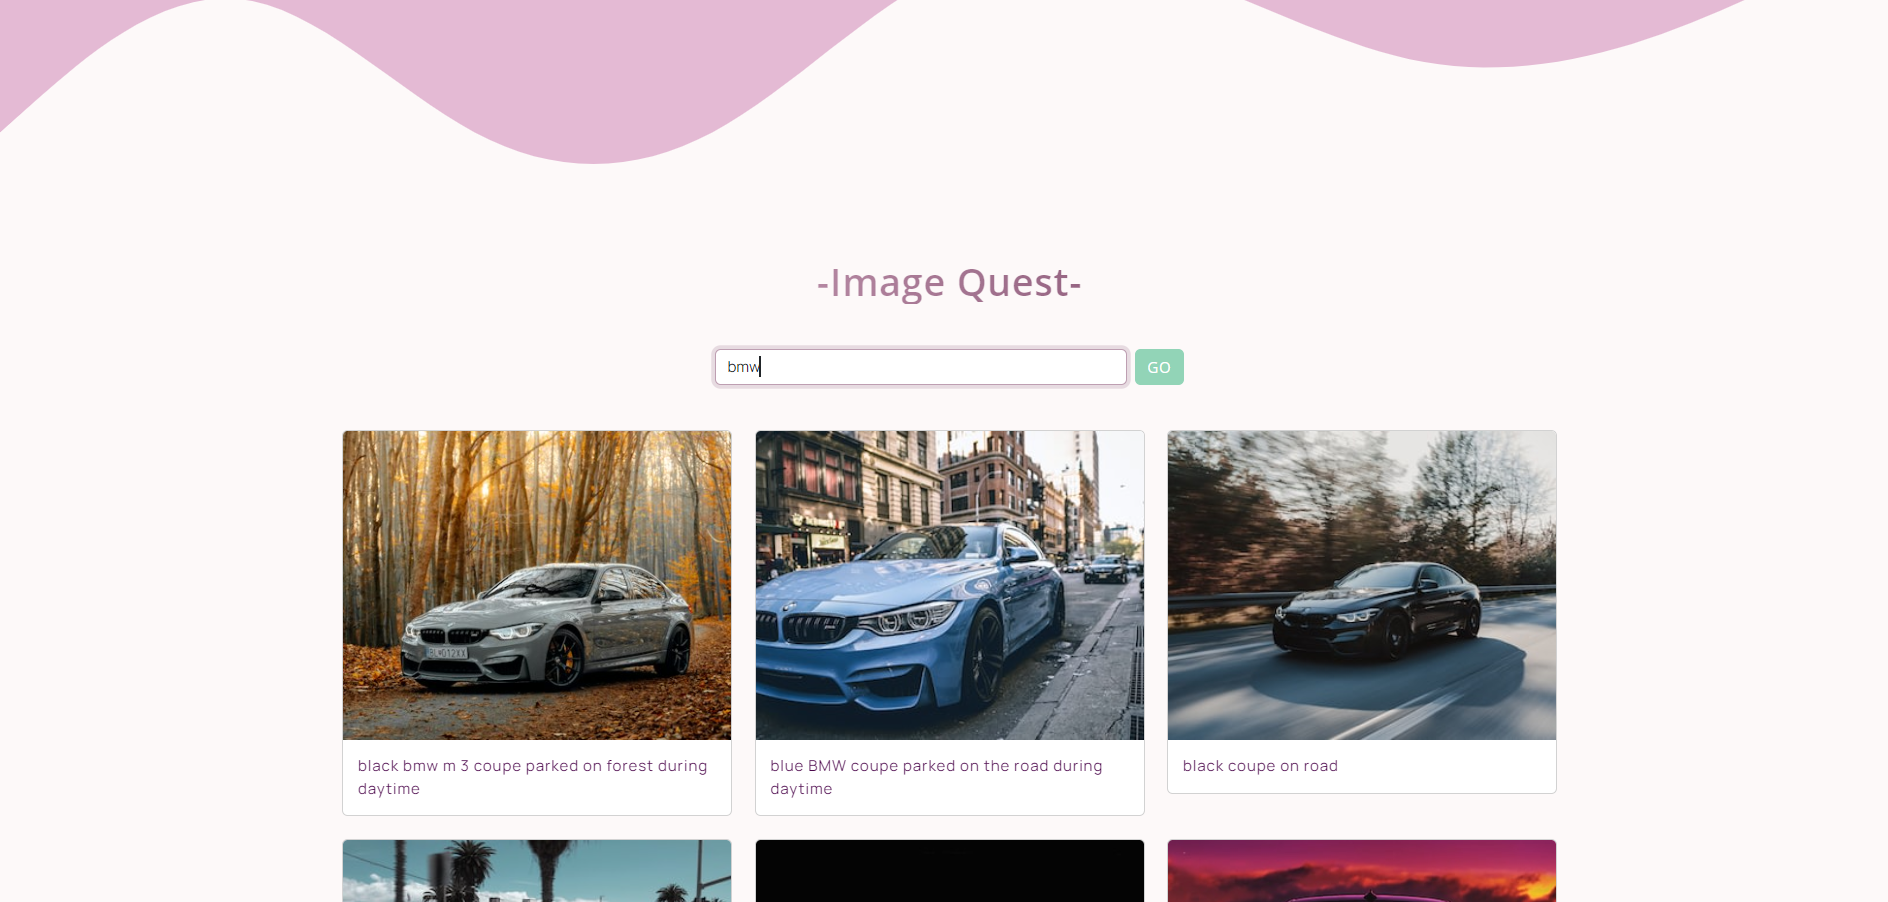 -Image Quest-
bmw
GO
black bmw m 3 coupe parked on forest during
daytime
blue BMW coupe parked on the road during
daytime
black coupe on road